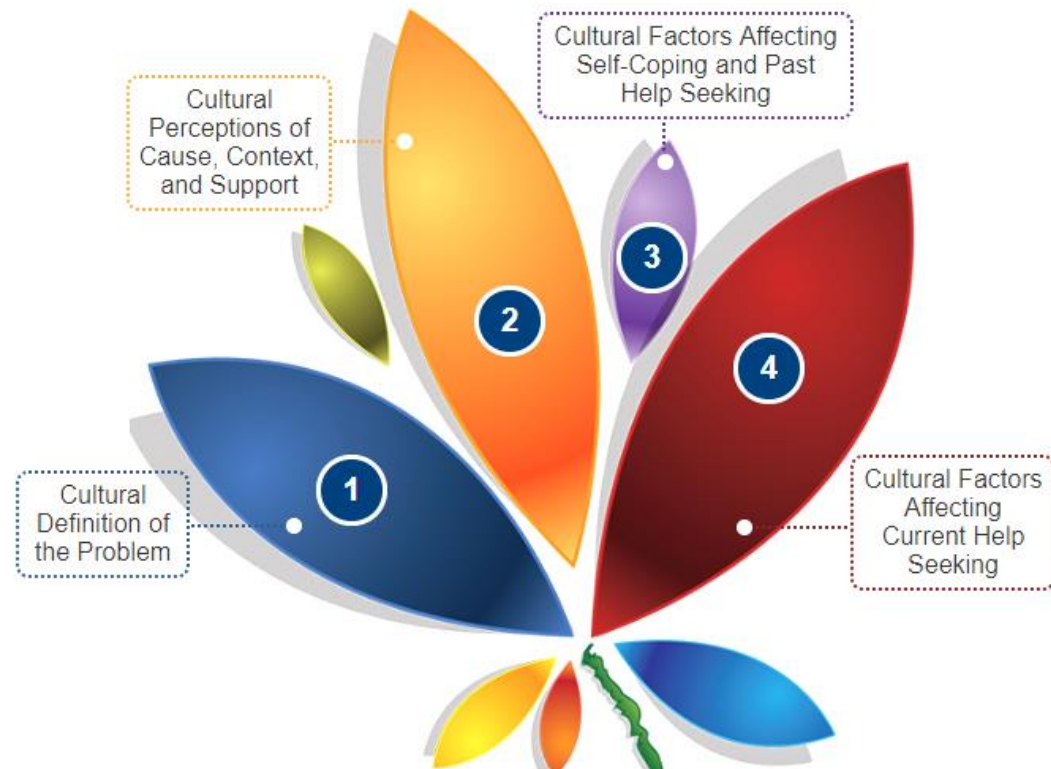 Cultural
Perceptions of
Cause, Context,
and Support
Cultural Factors Affecting
Self-Coping and Past
Help Seeking
3
2
4
1
Cultural
Definition of
the Problem
Cultural Factors
Affecting
Current Help
Seeking